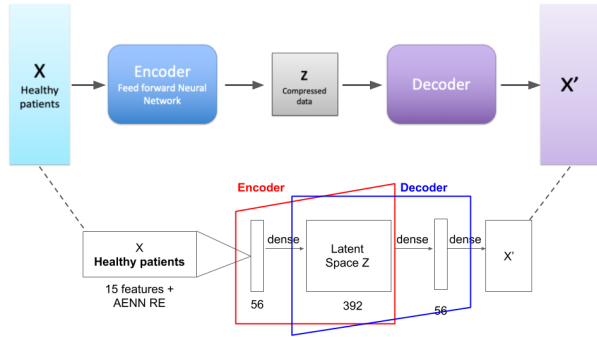 X
Healthy
patients
Encoder
Feed forward Neural
Network
Z
Compressed
data
Decoder
X’
Encoder
Decoder
X
Healthy patients
dense
Latent
Space Z
dense
dense
X'
15 features +
AENN RE
56
392
56